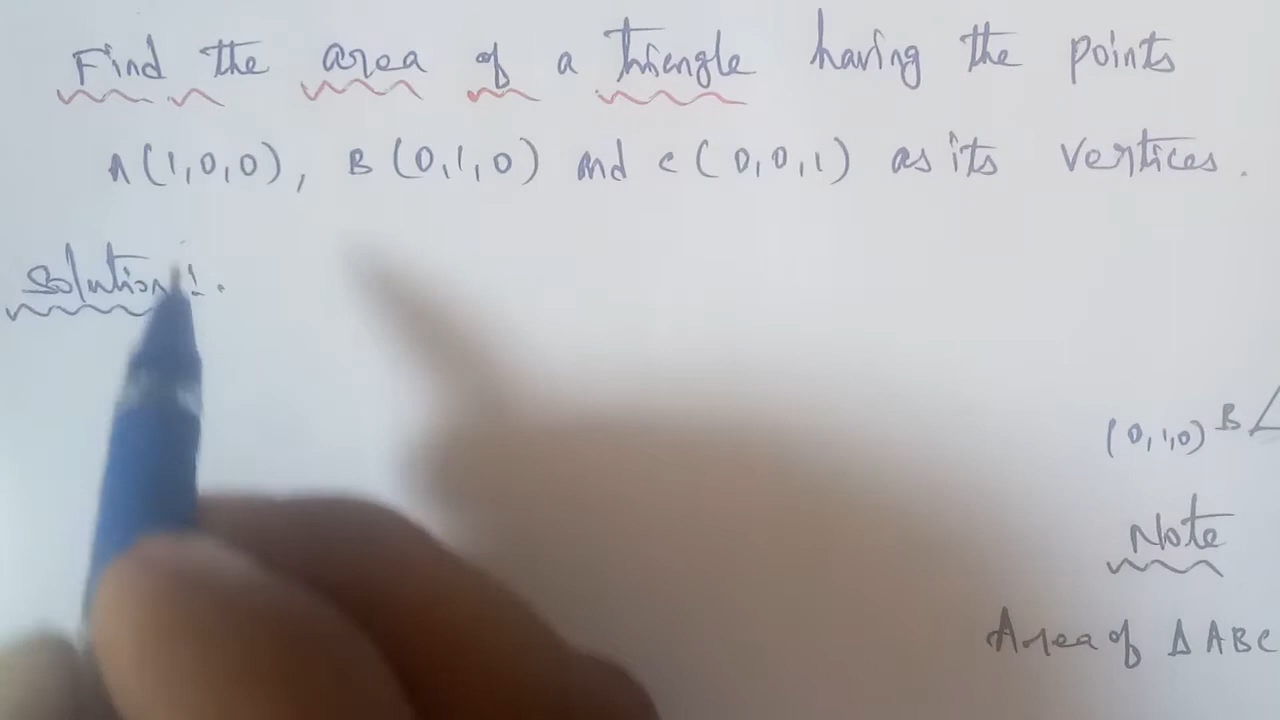 Find the area of a triangle having the points
A(1,0,0), B(0,1,0) and C(0,0,1) as its vertices.
Solution:.
(0,1,0) B
Note
Area of Δ ABC